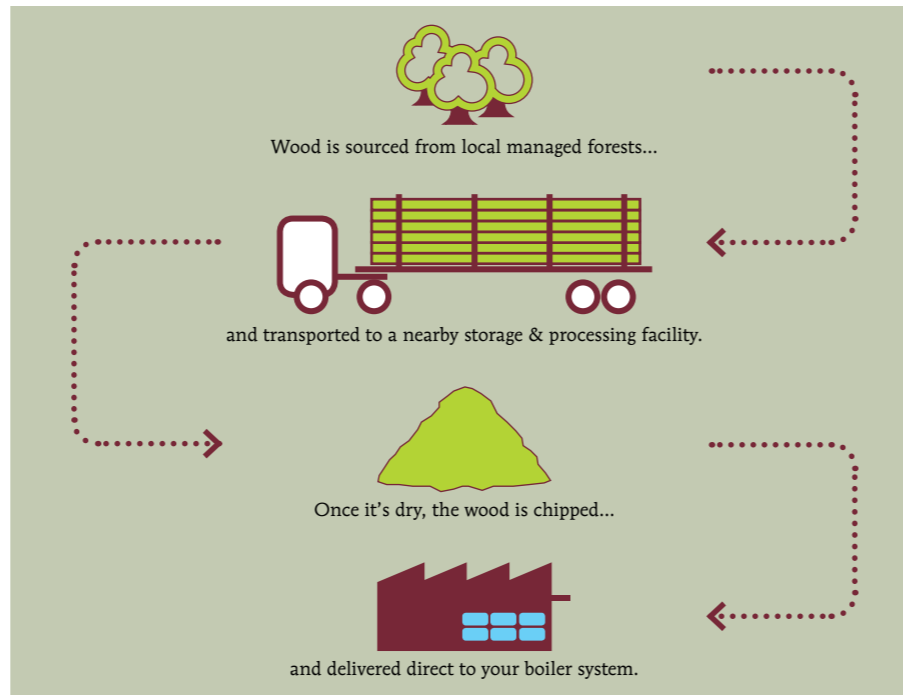 Wood is sourced from local managed forests...
and transported to a nearby storage & processing facility.
Once it’s dry, the wood is chipped...
and delivered direct to your boiler system.